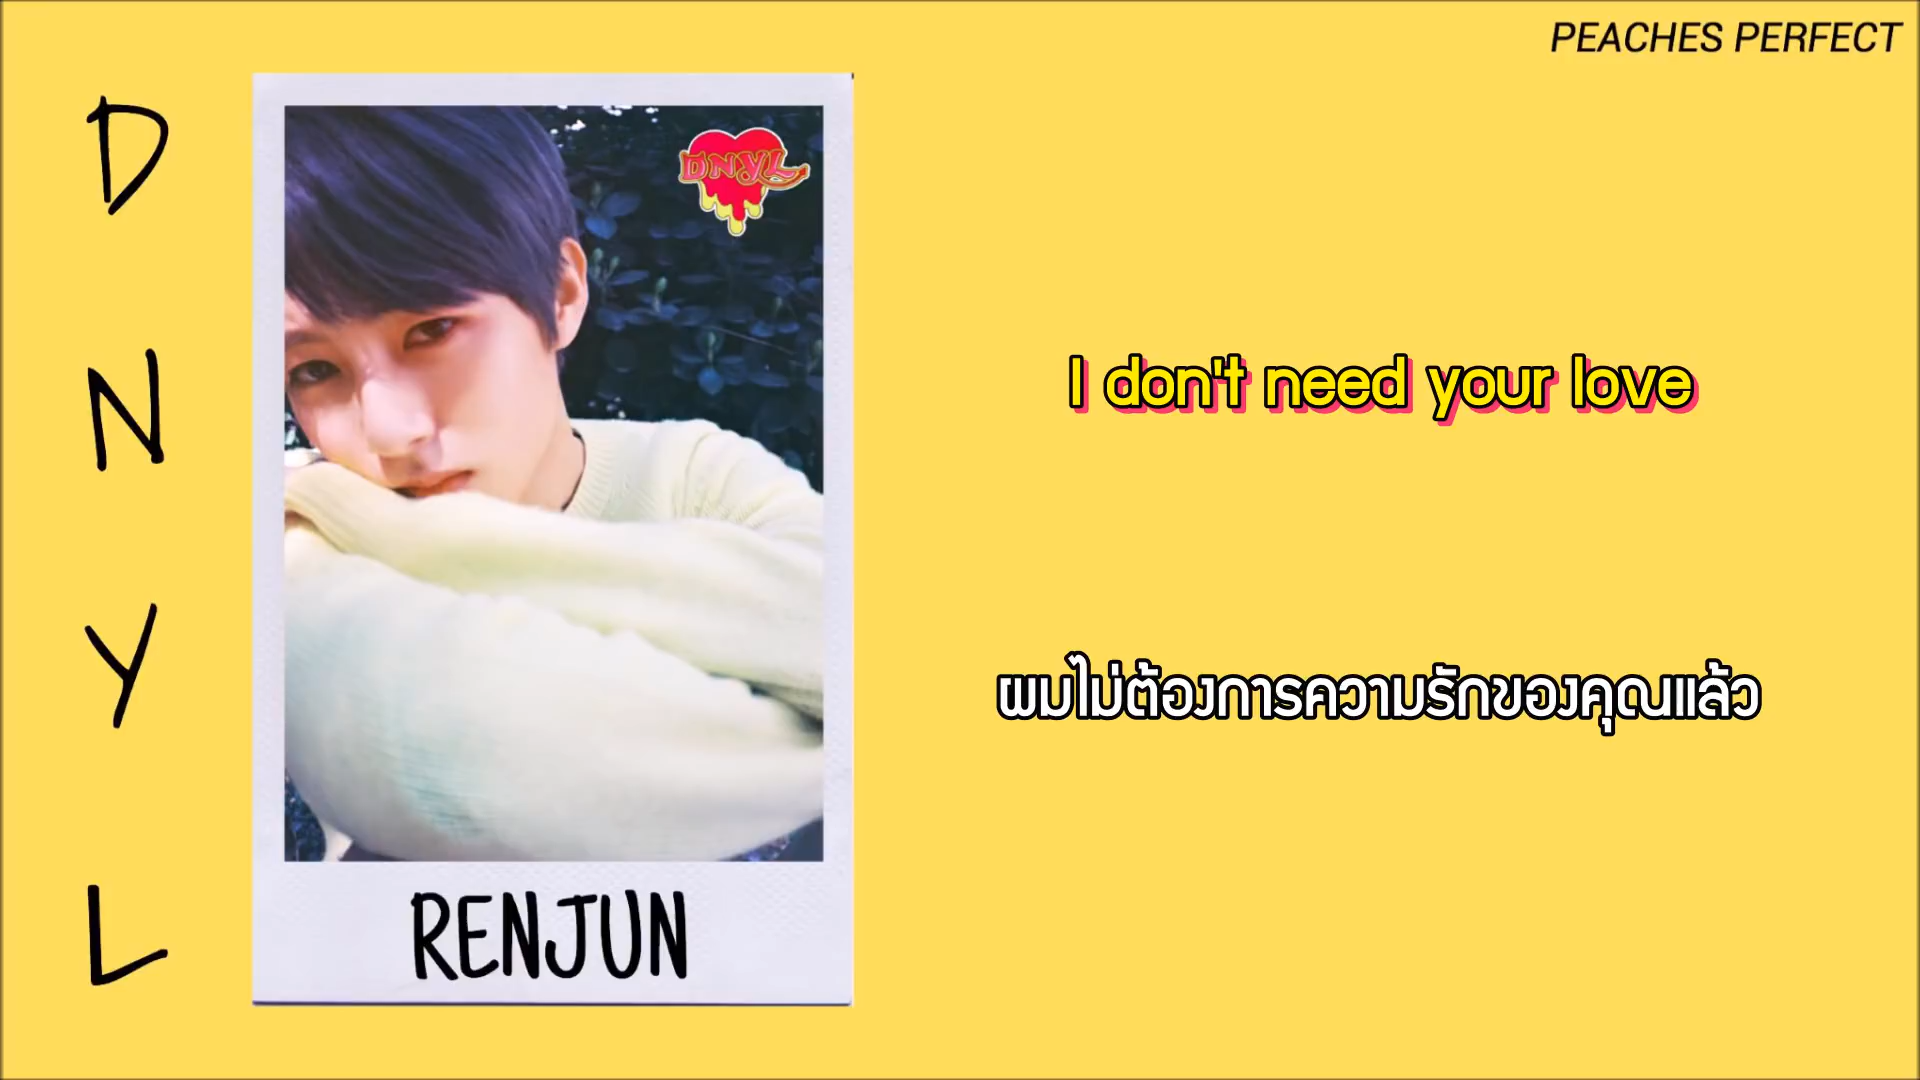 PEACHES PERFECT
D
N
Y
L
DNYL
I don't need your love
ผมไม่ต้องการความรักของคุณแล้ว
RENJUN